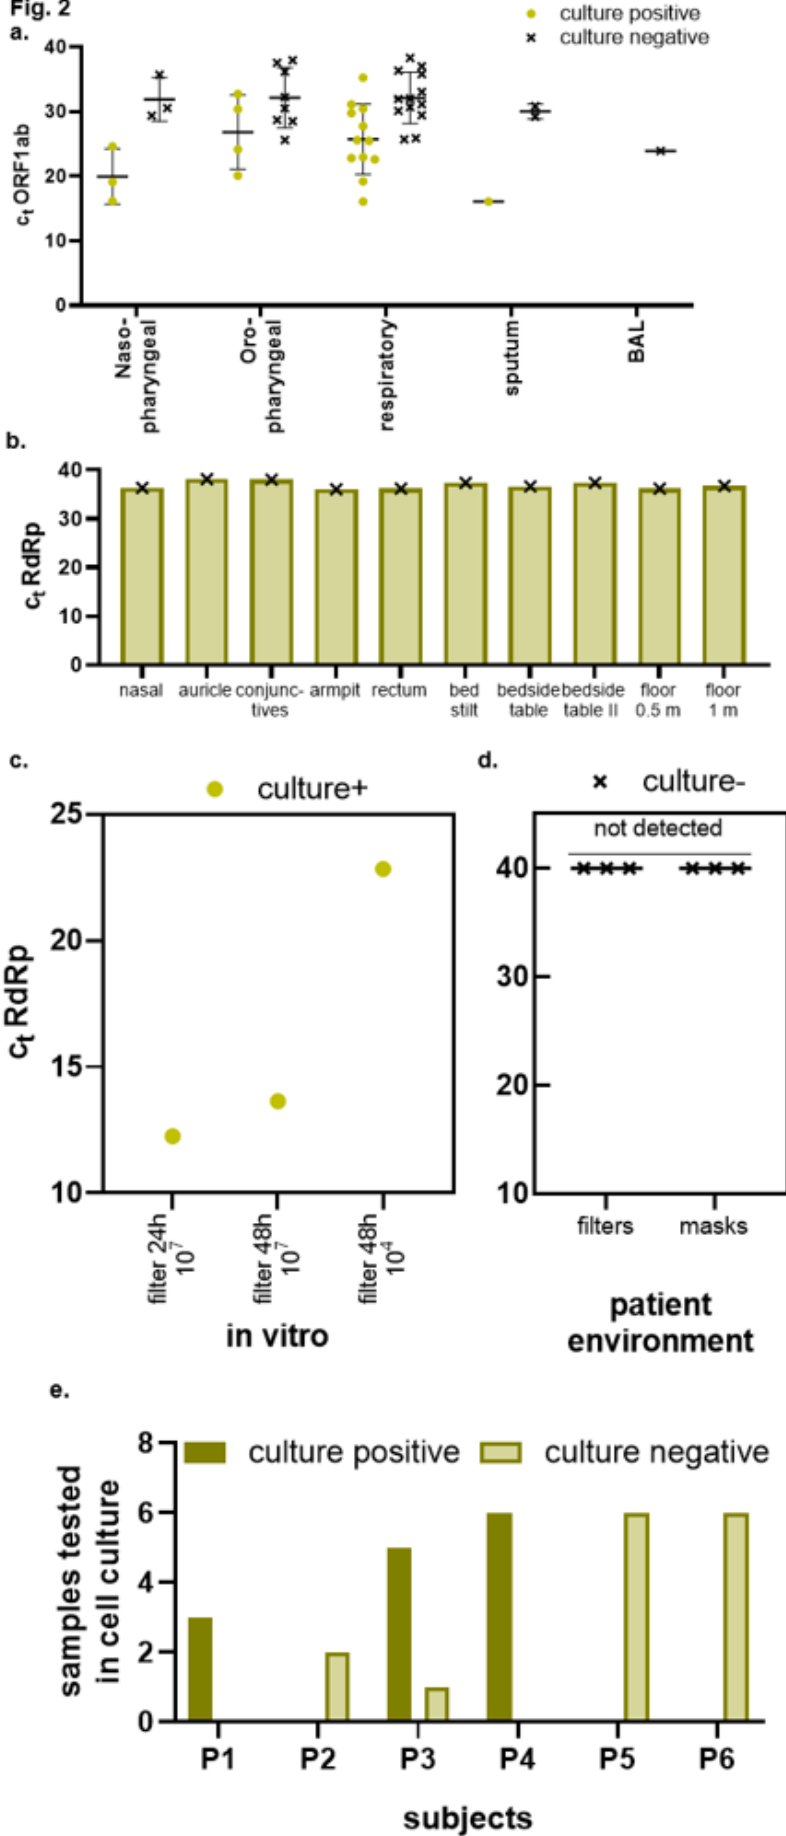 Fig. 2
a.
culture positive
culture negative
40
30
20
10
0
ct ORF1ab
Naso-
pharyngeal
Oro-
pharyngeal
respiratory
sputum
BAL
b.
40
30
20
10
0
ct RdRp
nasal
auricle
conjunc-
tives
armpit
rectum
bed
stilt
bedside
table
bedside
table II
floor
0.5 m
floor
1 m
c.
culture+
25
20
15
10
ct RdRp
filter 24h
10^7
filter 48h
10^7
filter 48h
10^4
in vitro
d.
culture-
not detected
40
30
20
10
filters
masks
patient
environment
e.
culture positive
culture negative
8
6
4
2
0
samples tested
in cell culture
P1
P2
P3
P4
P5
P6
subjects